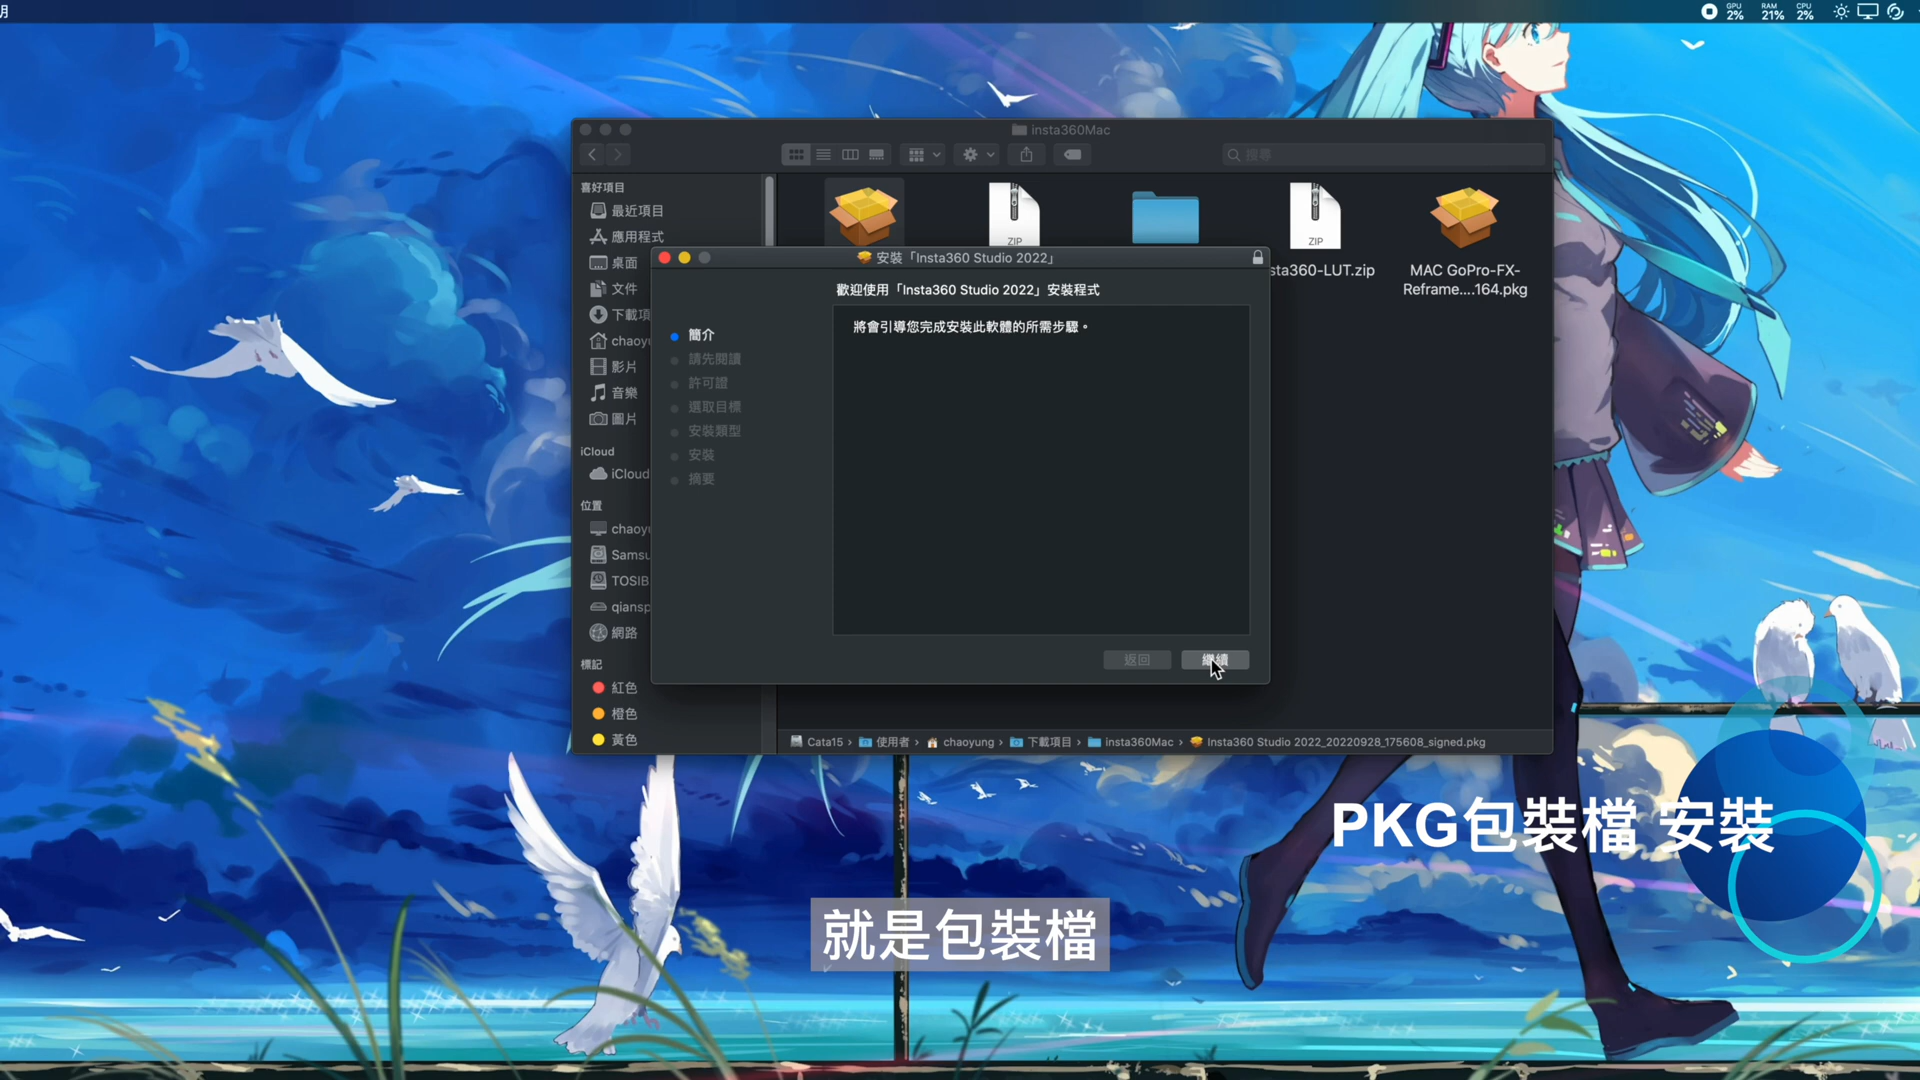 明
GPU
2%
RAM
21%
CPU
2%
insta360Mac
搜尋
喜好項目
最近項目
應用程式
桌面
文件
下載項
chaoyu
影片
音樂
圖片
iCloud
iCloud
位置
chaoyu
Samsu
TOSIB
qiansp
網路
標記
紅色
橙色
黃色
ZIP
ZIP
sta360-LUT.zip
MAC GoPro-FX-
Reframe....164.pkg
安裝「Insta360 Studio 2022」
歡迎使用「Insta360 Studio 2022」安裝程式
將會引導您完成安裝此軟體的所需步驟。
簡介
請先閱讀
許可證
選取目標
安裝類型
安裝
摘要
返回
繼續
Cata15 › 使用者 › chaoyung › 下載項目 › insta360Mac › Insta360 Studio 2022_20220928_175608_signed.pkg
PKG包裝檔 安裝
就是包裝檔